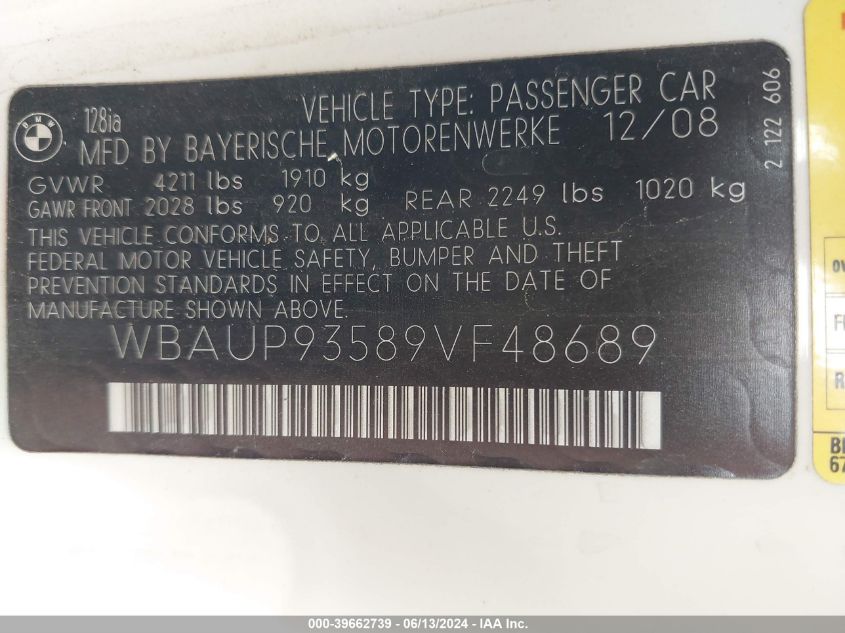 BMW
128ia
VEHICLE TYPE: PASSENGER CAR
MFD BY BAYERISCHE MOTORENWERKE 12/08
GVWR 4211 lbs 1910 kg
GAWR FRONT 2028 lbs 920 kg REAR 2249 lbs 1020 kg
THIS VEHICLE CONFORMS TO ALL APPLICABLE U.S.
FEDERAL MOTOR VEHICLE SAFETY, BUMPER AND THEFT
PREVENTION STANDARDS IN EFFECT ON THE DATE OF
MANUFACTURE SHOWN ABOVE.
WBAUP93589VF48689
2 122 606
000-39662739 - 06/13/2024 - IAA Inc.